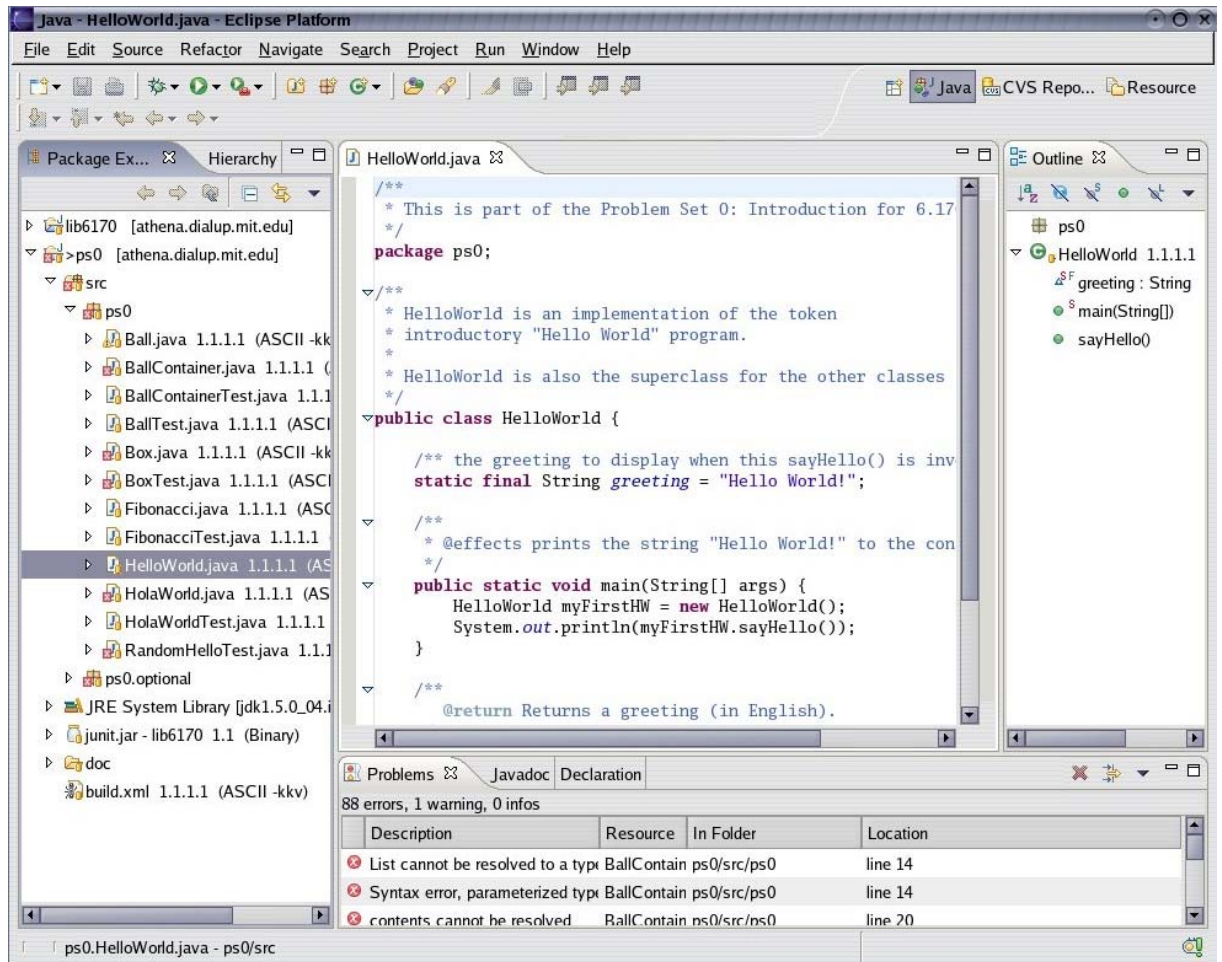 Java - HelloWorld.java - Eclipse Platform
File Edit Source Refactor Navigate Search Project Run Window Help
Java CVS Repo... Resource
Package Ex... Hierarchy
lib6170 [athena.dialup.mit.edu]
>ps0 [athena.dialup.mit.edu]
src
ps0
Ball.java 1.1.1.1 (ASCII -kk
BallContainer.java 1.1.1.1 (
BallContainerTest.java 1.1.1
BallTest.java 1.1.1.1 (ASCI
Box.java 1.1.1.1 (ASCII -kk
BoxTest.java 1.1.1.1 (ASCI
Fibonacci.java 1.1.1.1 (ASC
FibonacciTest.java 1.1.1.1
HelloWorld.java 1.1.1.1 (AS
HolaWorld.java 1.1.1.1 (AS
HolaWorldTest.java 1.1.1.1
RandomHelloTest.java 1.1.1
ps0.optional
JRE System Library [jdk1.5.0_04.i
junit.jar - lib6170 1.1 (Binary)
doc
build.xml 1.1.1.1 (ASCII -kkv)
HelloWorld.java
/**
* This is part of the Problem Set 0: Introduction for 6.17
*/
package ps0;
/**
* HelloWorld is an implementation of the token
* introductory "Hello World" program.
*
* HelloWorld is also the superclass for the other classes
*/
public class HelloWorld {
/** the greeting to display when this sayHello() is inv
static final String greeting = "Hello World!";
/**
* @effects prints the string "Hello World!" to the con
*/
public static void main(String[] args) {
HelloWorld myFirstHW = new HelloWorld();
System.out.println(myFirstHW.sayHello());
}
/**
@return Returns a greeting (in English).
Outline
ps0
HelloWorld 1.1.1.1
greeting : String
main(String[])
sayHello()
Problems Javadoc Declaration
88 errors, 1 warning, 0 infos
Description Resource In Folder Location
List cannot be resolved to a type BallContain ps0/src/ps0 line 14
Syntax error, parameterized type BallContain ps0/src/ps0 line 14
contents cannot be resolved BallContain ps0/src/ps0 line 20
ps0.HelloWorld.java - ps0/src